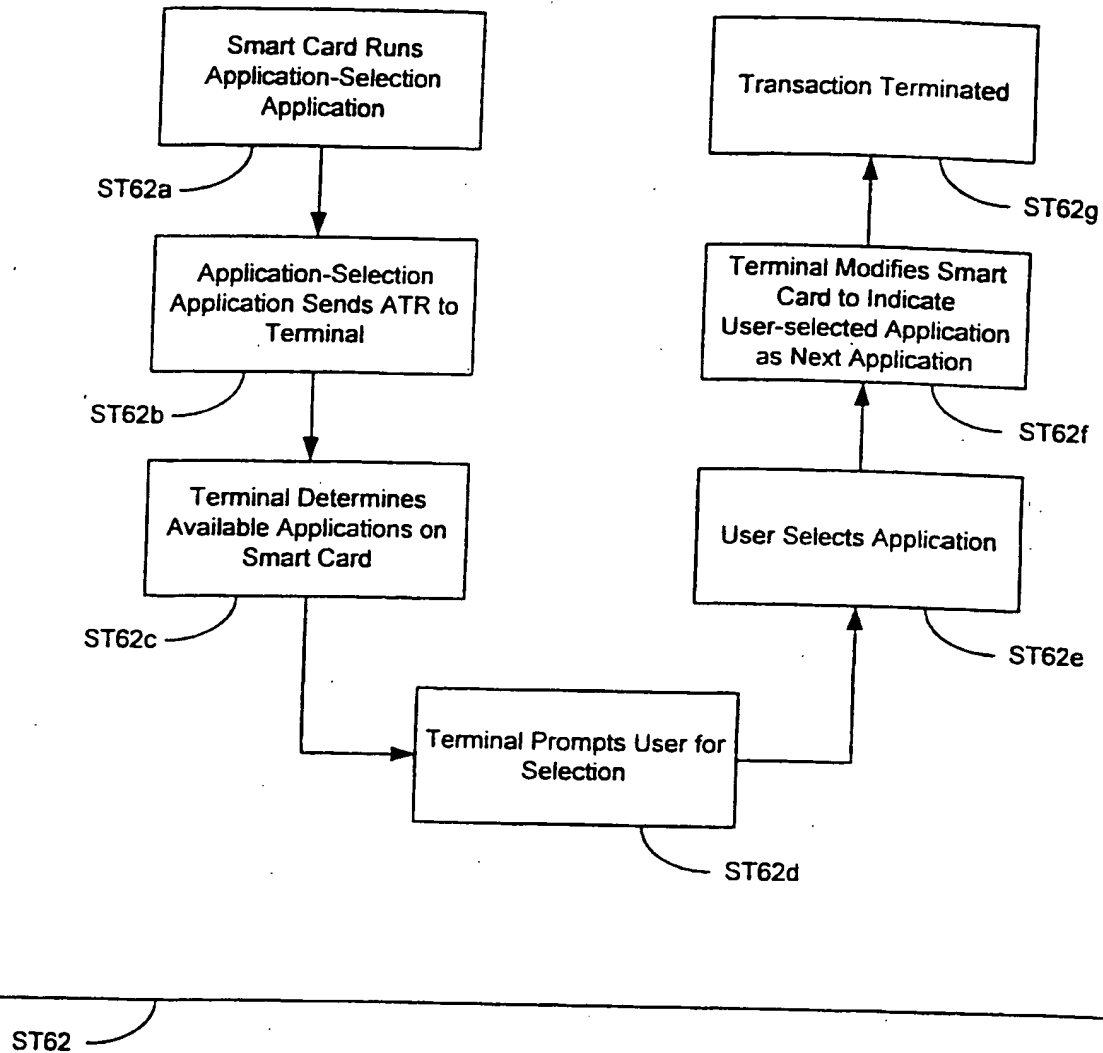 Smart Card Runs
Application-Selection
Application
ST62a
Application-Selection
Application Sends ATR to
Terminal
ST62b
Terminal Determines
Available Applications on
Smart Card
ST62c
Terminal Prompts User for
Selection
ST62d
User Selects Application
ST62e
Terminal Modifies Smart
Card to Indicate
User-selected Application
as Next Application
ST62f
Transaction Terminated
ST62g
ST62